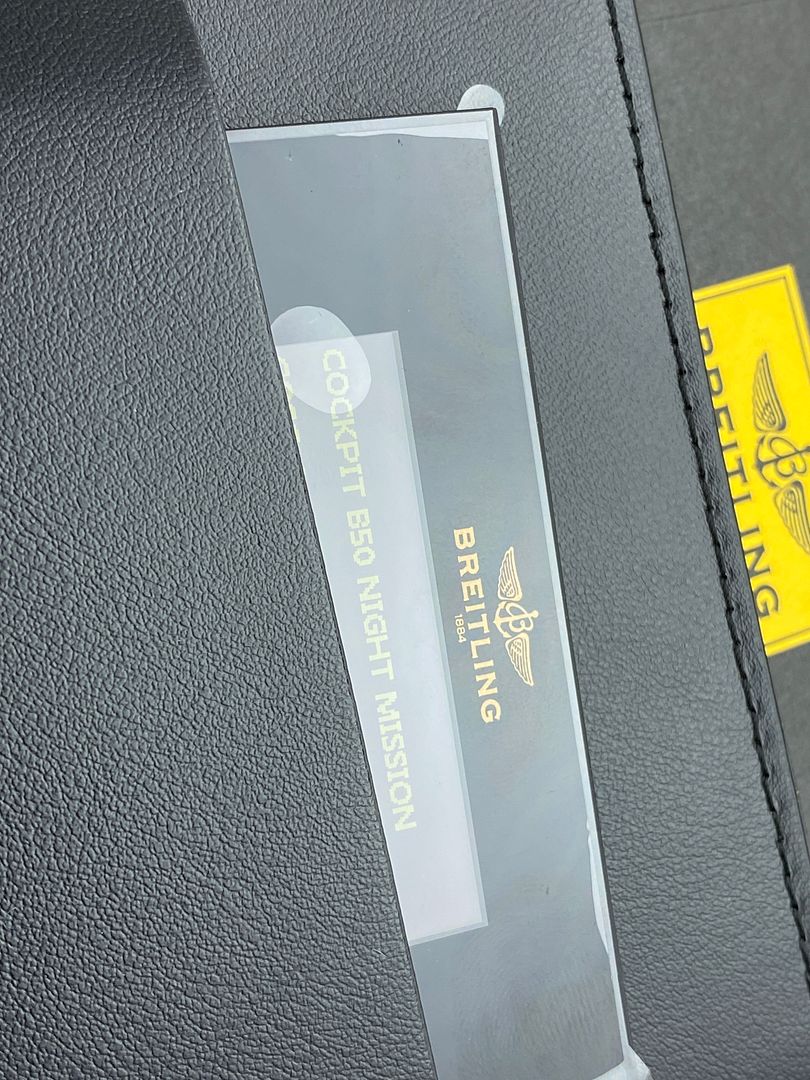 BREITLING
1884
COCKPIT B50 NIGHT MISSION
BREITLING